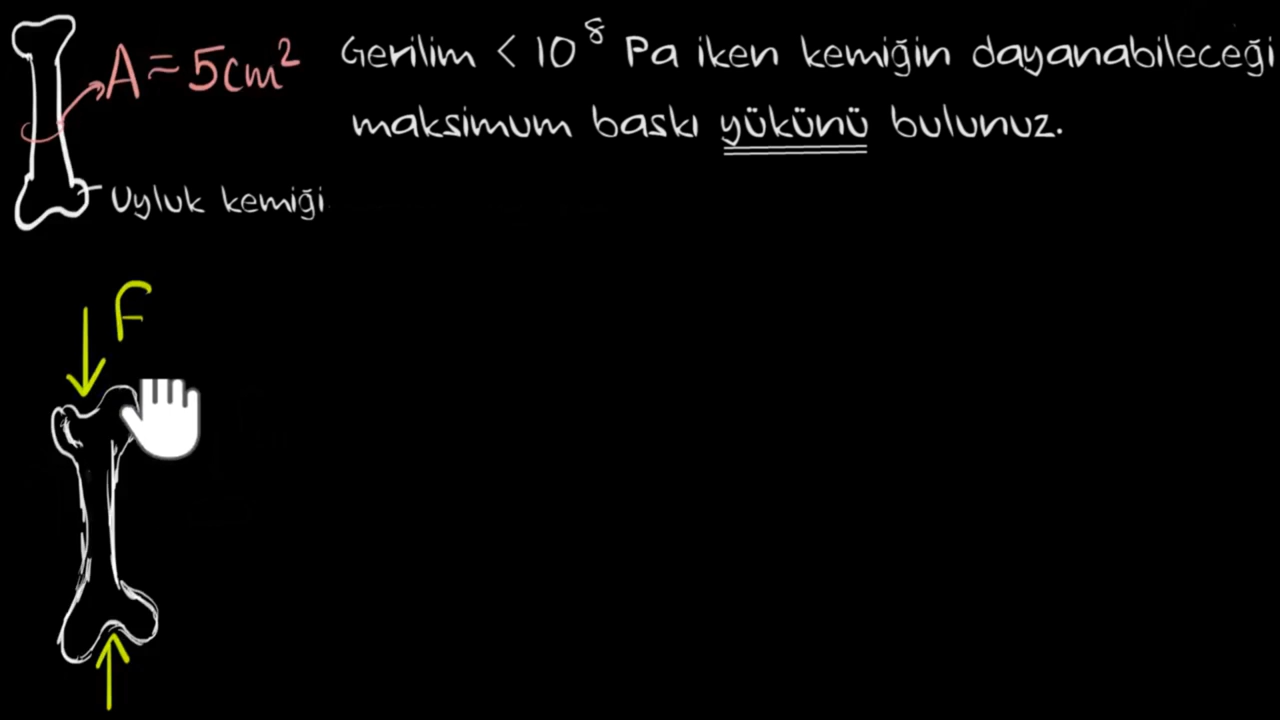 A = 5cm² Gerilim < 10⁸ Pa iken kemiğin dayanabileceği
maksimum baskı yükünü bulunuz.
Uyluk kemiği
F